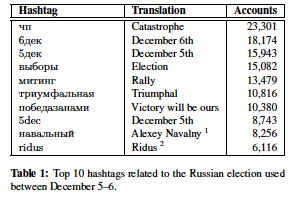 Hashtag Translation Accounts
чп Catastrophe 23,301
6дек December 6th 18,174
5дек December 5th 15,943
выборы Election 15,082
митинг Rally 13,479
триумфальная Triumphal 10,816
победазанами Victory will be ours 10,380
5dec December 5th 8,743
навальный Alexey Navalny 1 8,256
ridus Ridus 2 6,116
Table 1: Top 10 hashtags related to the Russian election used
between December 5–6.